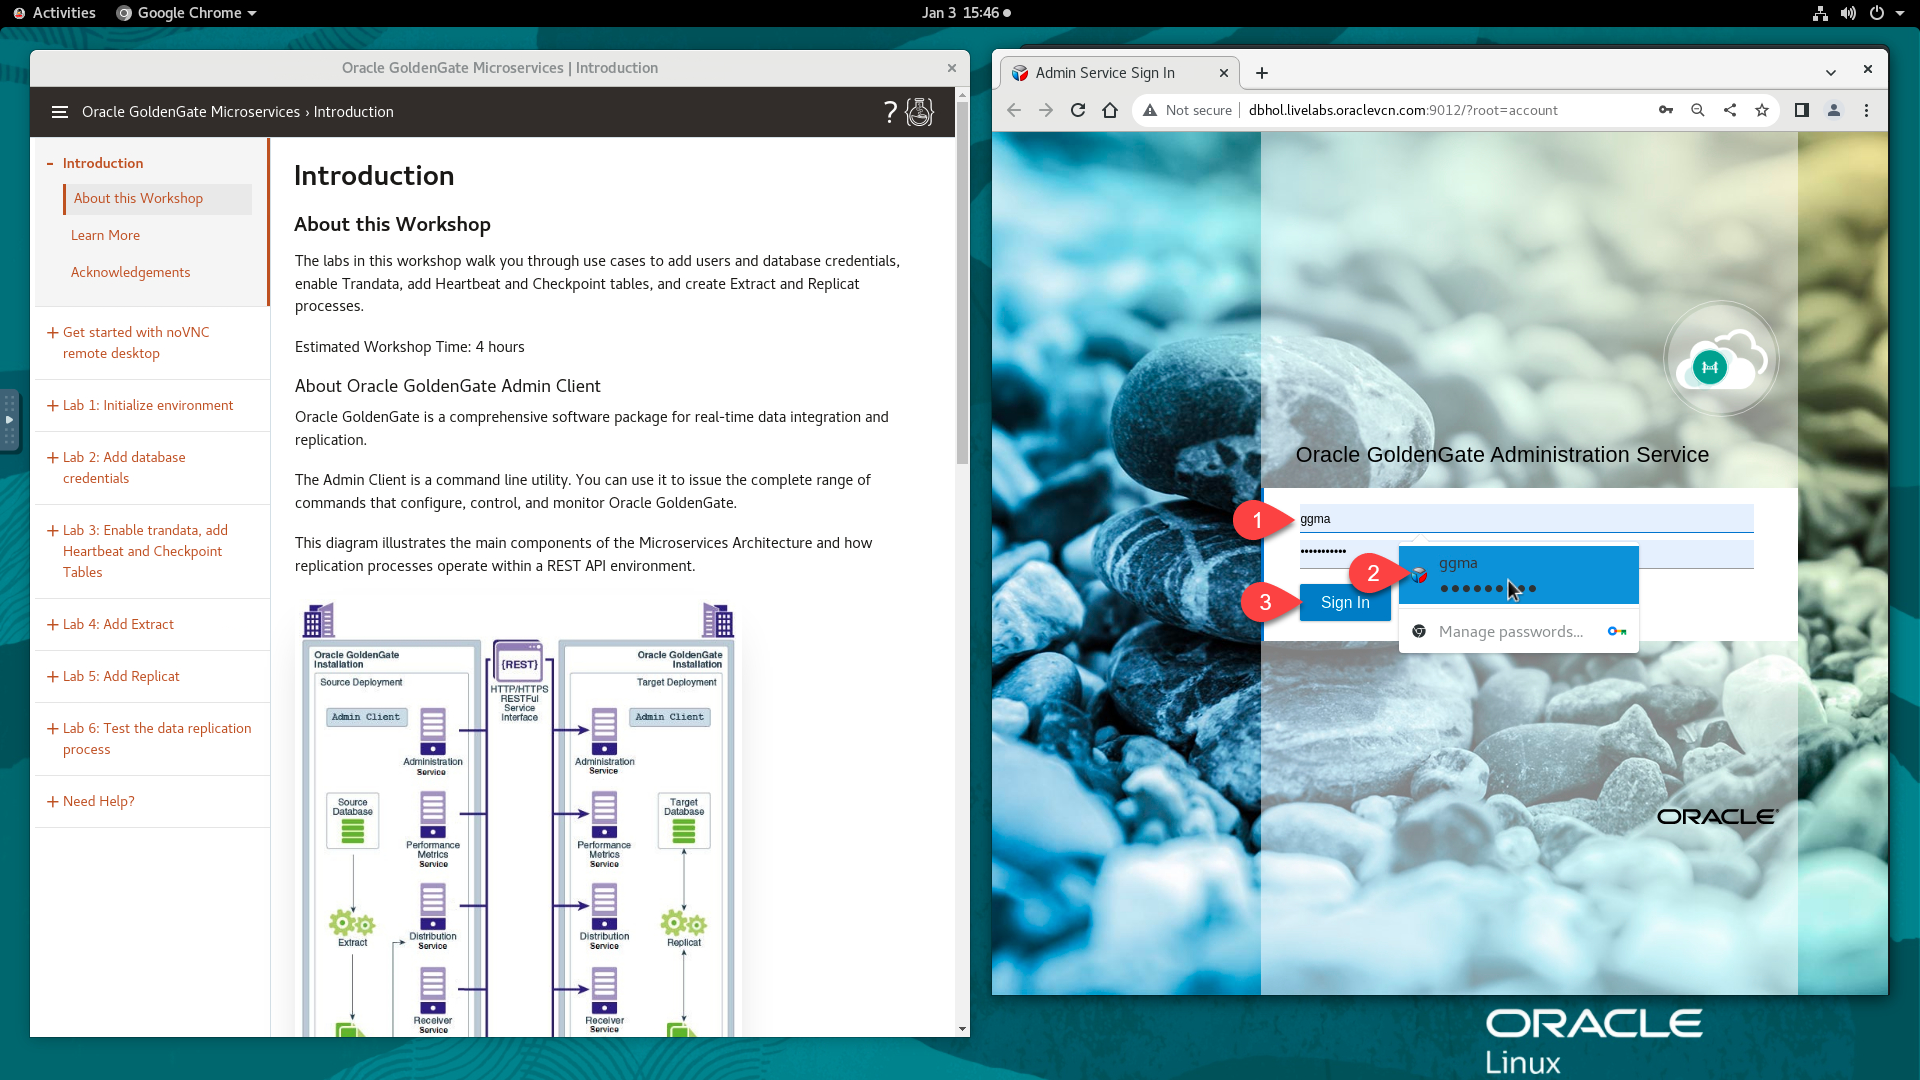 Activities
Google Chrome
Jan 3 15:46
Oracle GoldenGate Microservices | Introduction
Oracle GoldenGate Microservices › Introduction
?
- Introduction
About this Workshop
Learn More
Acknowledgements
+ Get started with noVNC
remote desktop
+ Lab 1: Initialize environment
+ Lab 2: Add database
credentials
+ Lab 3: Enable trandata, add
Heartbeat and Checkpoint
Tables
+ Lab 4: Add Extract
+ Lab 5: Add Replicat
+ Lab 6: Test the data replication
process
+ Need Help?
Introduction
About this Workshop
The labs in this workshop walk you through use cases to add users and database credentials,
enable Trandata, add Heartbeat and Checkpoint tables, and create Extract and Replicat
processes.
Estimated Workshop Time: 4 hours
About Oracle GoldenGate Admin Client
Oracle GoldenGate is a comprehensive software package for real-time data integration and
replication.
The Admin Client is a command line utility. You can use it to issue the complete range of
commands that configure, control, and monitor Oracle GoldenGate.
This diagram illustrates the main components of the Microservices Architecture and how
replication processes operate within a REST API environment.
Oracle GoldenGate
Installation
Source Deployment
Admin Client
Administration
Service
Source
Database
Performance
Metrics
Service
Extract
Distribution
Service
Receiver
Service
{REST}
HTTP/HTTPS
RESTFul
Service
Interface
Oracle GoldenGate
Installation
Target Deployment
Admin Client
Administration
Service
Target
Database
Performance
Metrics
Service
Distribution
Service
Replicat
Receiver
Service
Admin Service Sign In
Not secure | dbhol.livelabs.oraclevcn.com:9012/?root=account
Oracle GoldenGate Administration Service
1
ggma
•••••••••••
2
ggma
•••••••••
3
Sign In
Manage passwords...
ORACLE
ORACLE
Linux